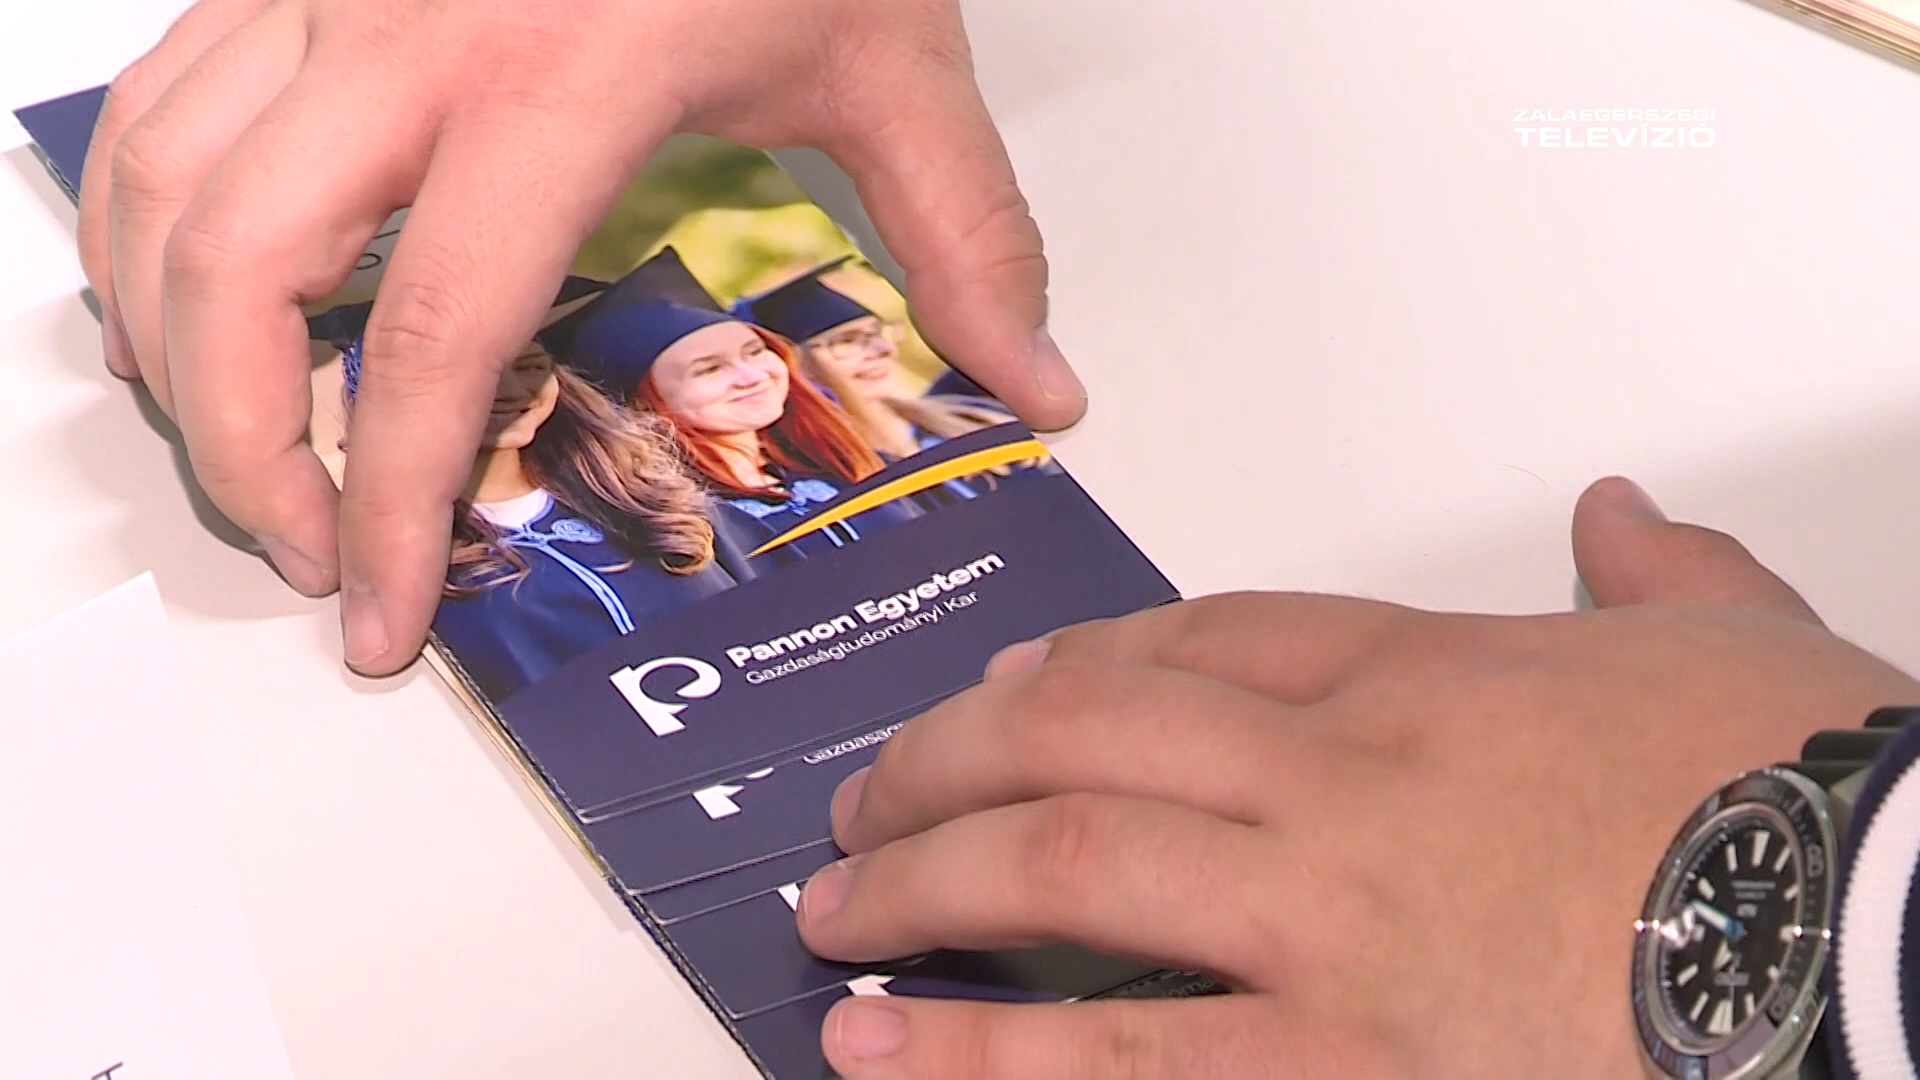 ZALAEGERSZEGI
TELEVÍZIÓ
Pannon Egyetem
Gazdaságtudományi Kar